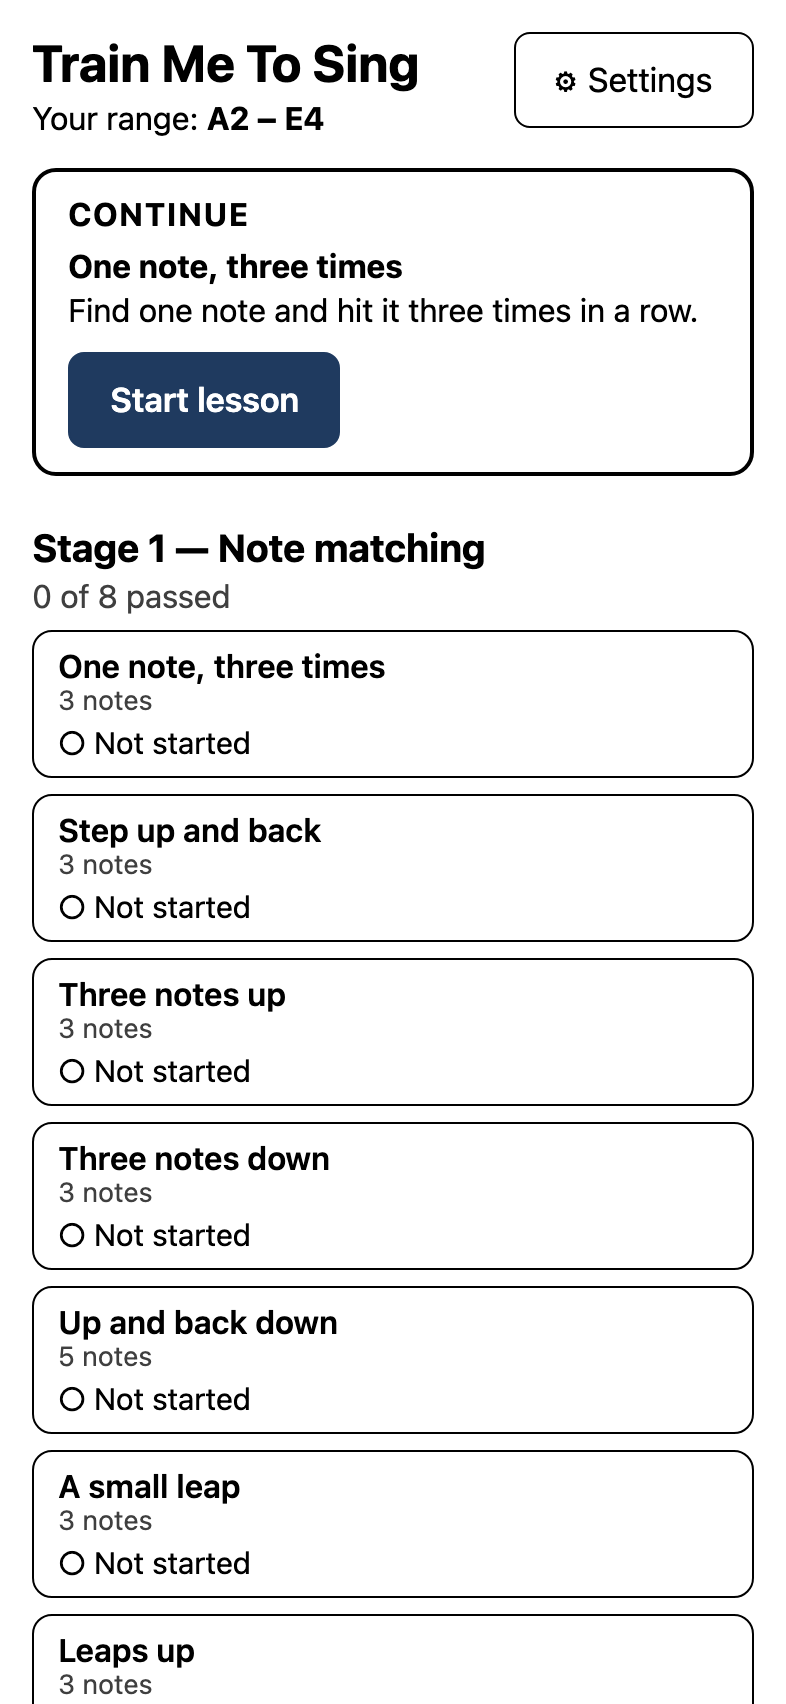 Train Me To Sing
Your range: A2 – E4
⚙ Settings
CONTINUE
One note, three times
Find one note and hit it three times in a row.
Start lesson
Stage 1 — Note matching
0 of 8 passed
One note, three times
3 notes
Not started
Step up and back
3 notes
Not started
Three notes up
3 notes
Not started
Three notes down
3 notes
Not started
Up and back down
5 notes
Not started
A small leap
3 notes
Not started
Leaps up
3 notes